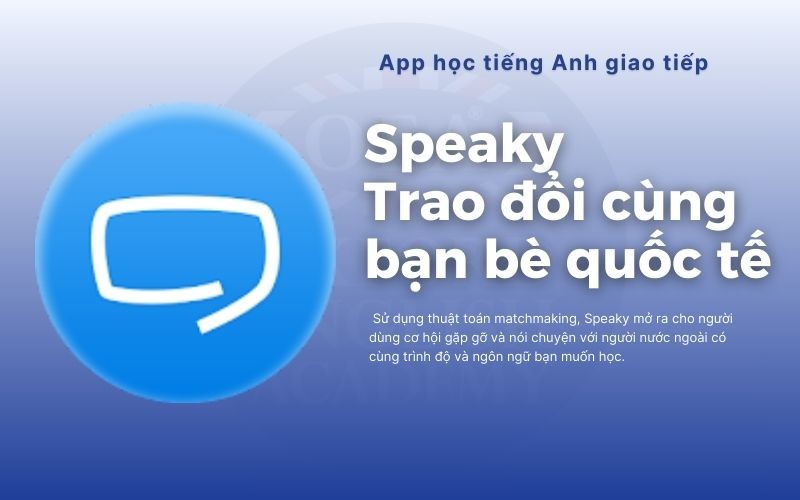 App học tiếng Anh giao tiếp
Speaky
Trao đổi cùng
bạn bè quốc tế
Sử dụng thuật toán matchmaking, Speaky mở ra cho người
dùng cơ hội gặp gỡ và nói chuyện với người nước ngoài có
cùng trình độ và ngôn ngữ bạn muốn học.
ACADEMY